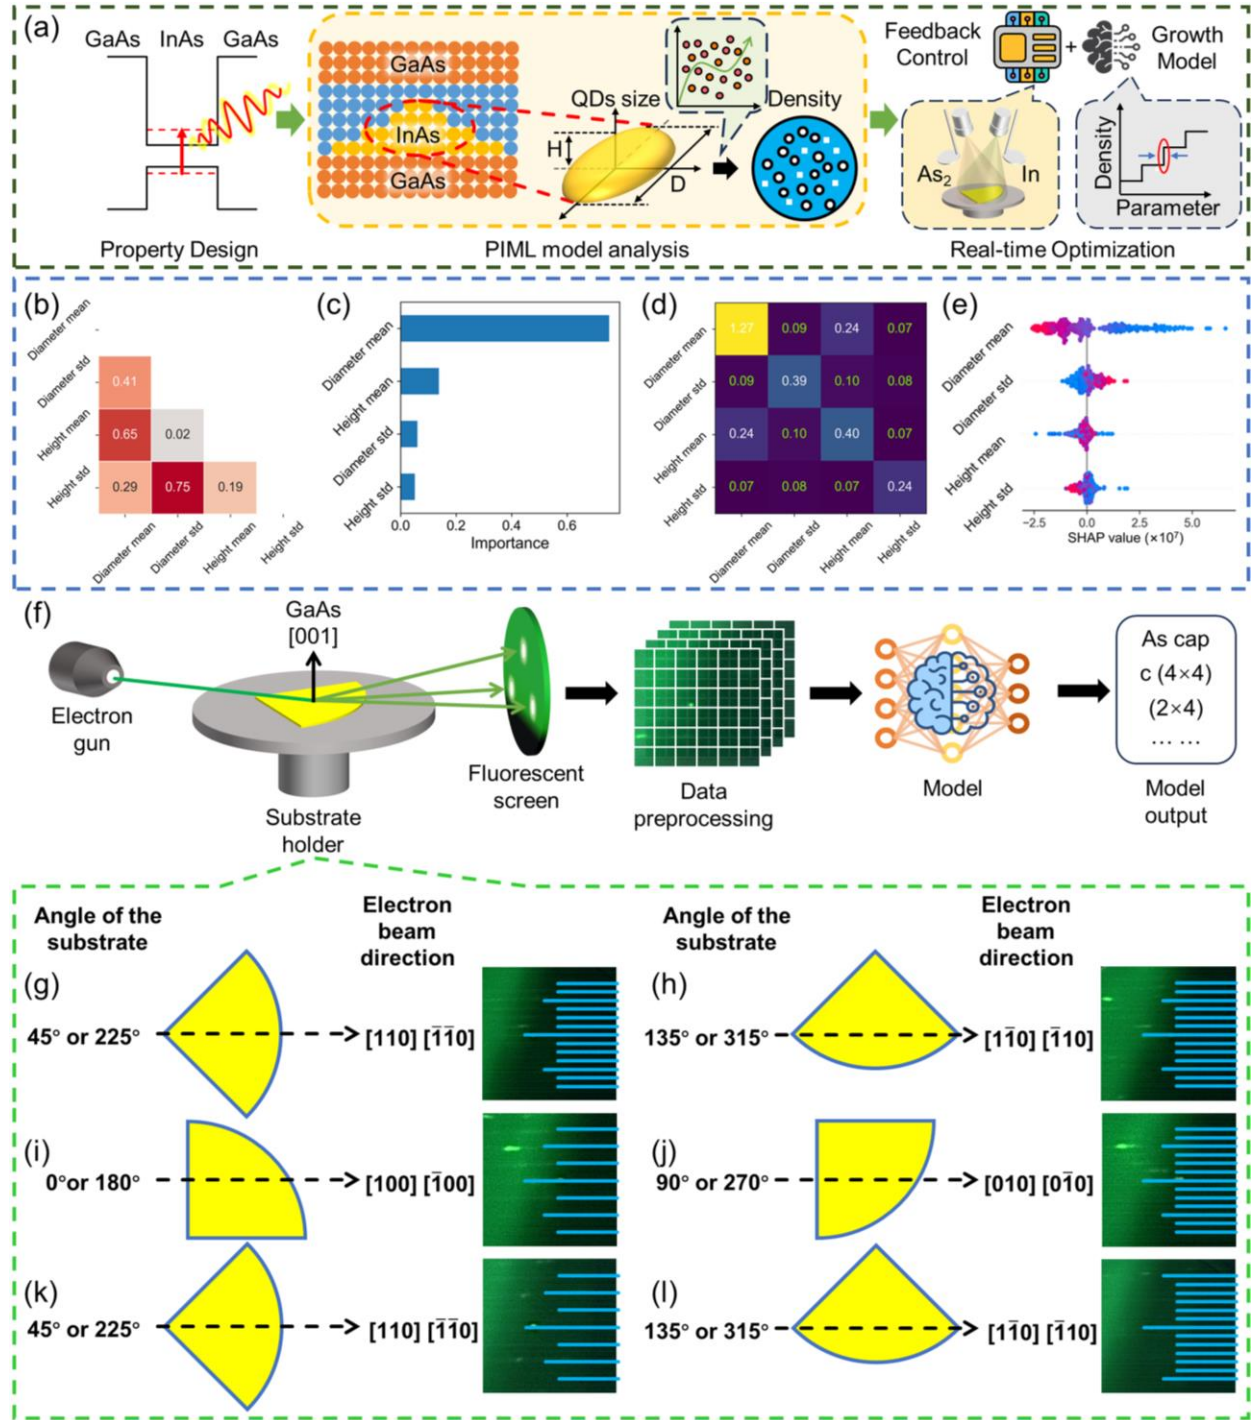 (a)
GaAs InAs GaAs
Property Design
GaAs
InAs
GaAs
QDs size
H
D
Density
PIML model analysis
Feedback
Control
+
Growth
Model
As2
In
Density
Parameter
Real-time Optimization
(b)
Diameter mean
Diameter std
0.41
Height mean
0.65 0.02
Height std
0.29 0.75 0.19
Diameter mean
Diameter std
Height mean
Height std
(c)
Diameter mean
Height mean
Diameter std
Height std
0.0 0.2 0.4 0.6
Importance
(d)
Diameter mean
1.27 0.09 0.24 0.07
Diameter std
0.09 0.39 0.10 0.08
Height mean
0.24 0.10 0.40 0.07
Height std
0.07 0.08 0.07 0.24
Diameter mean
Diameter std
Height mean
Height std
(e)
Diameter mean
Diameter std
Height mean
Height std
−2.5 0.0 2.5 5.0
SHAP value (×10⁷)
(f)
GaAs
[001]
Electron
gun
Substrate
holder
Fluorescent
screen
Data
preprocessing
Model
As cap
c (4×4)
(2×4)
... ...
Model
output
Angle of the
substrate
Electron
beam
direction
Angle of the
substrate
Electron
beam
direction
(g)
45° or 225°
[110] [1̄1̄0]
(h)
135° or 315°
[11̄0] [1̄10]
(i)
0°or 180°
[100] [1̄00]
(j)
90° or 270°
[010] [01̄0]
(k)
45° or 225°
[110] [1̄1̄0]
(l)
135° or 315°
[11̄0] [1̄10]